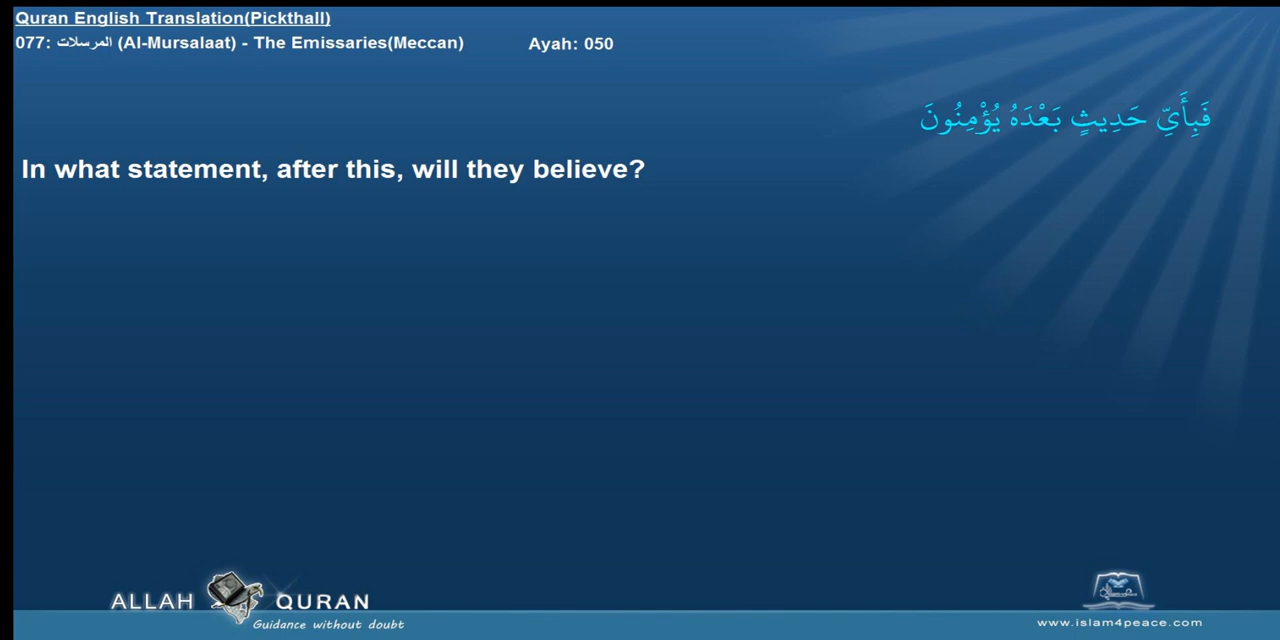 Quran English Translation(Pickthall)
077: المرسلات (Al-Mursalaat) - The Emissaries(Meccan) Ayah: 050
فَبِأَيِّ حَدِيثٍ بَعْدَهُ يُؤْمِنُونَ
In what statement, after this, will they believe?
ALLAH QURAN
Guidance without doubt
www.islam4peace.com